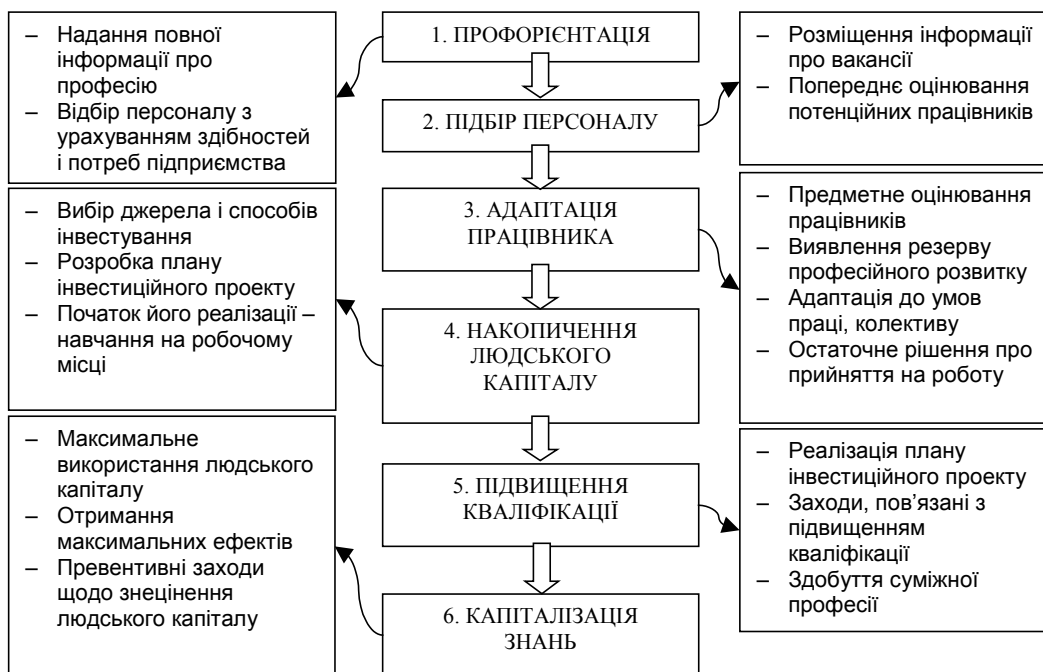 – Надання повної
інформації про
професію
– Відбір персоналу з
урахуванням здібностей
і потреб підприємства
1. ПРОФОРІЄНТАЦІЯ
– Розміщення інформації
про вакансії
– Попереднє оцінювання
потенційних працівників
2. ПІДБІР ПЕРСОНАЛУ
3. АДАПТАЦІЯ
ПРАЦІВНИКА
– Предметне оцінювання
працівників
– Виявлення резерву
професійного розвитку
– Адаптація до умов
праці, колективу
– Остаточне рішення про
прийняття на роботу
– Вибір джерела і способів
інвестування
– Розробка плану
інвестиційного проекту
– Початок його реалізації –
навчання на робочому
місці
4. НАКОПИЧЕННЯ
ЛЮДСЬКОГО
КАПІТАЛУ
5. ПІДВИЩЕННЯ
КВАЛІФІКАЦІЇ
– Реалізація плану
інвестиційного проекту
– Заходи, пов’язані з
підвищенням
кваліфікації
– Здобуття суміжної
професії
– Максимальне
використання людського
капіталу
– Отримання
максимальних ефектів
– Превентивні заходи
щодо знецінення
людського капіталу
6. КАПІТАЛІЗАЦІЯ
ЗНАНЬ